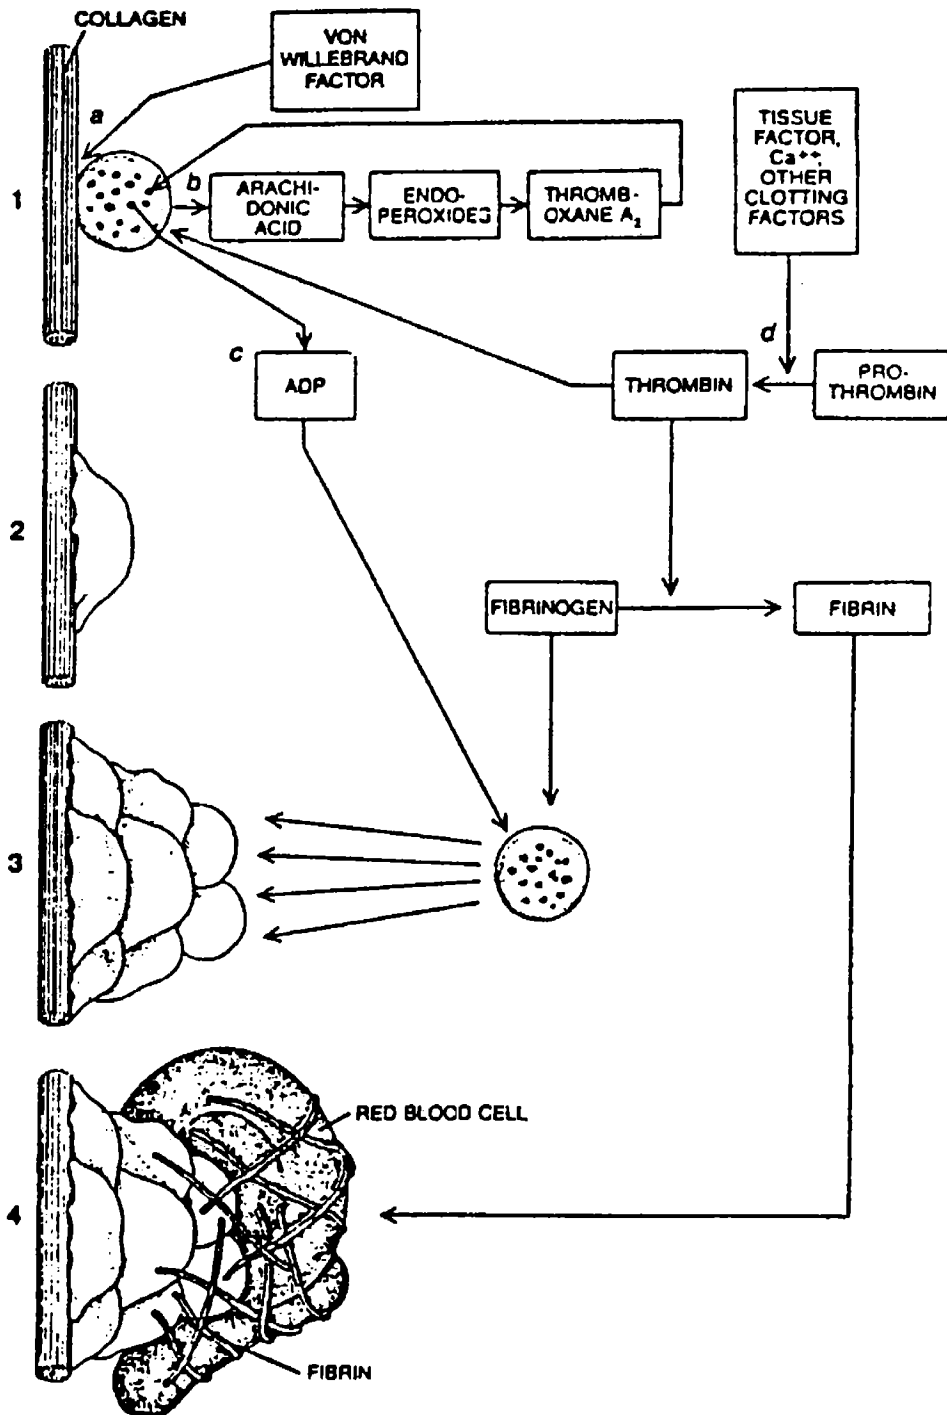 COLLAGEN
VON
WILLEBRAND
FACTOR
a
TISSUE
FACTOR,
Ca++,
OTHER
CLOTTING
FACTORS
1
b
ARACHI-
DONIC
ACID
ENDO-
PEROXIDES
THROMB-
OXANE A₂
d
c
ADP
THROMBIN
PRO-
THROMBIN
2
FIBRINOGEN
FIBRIN
3
RED BLOOD CELL
4
FIBRIN